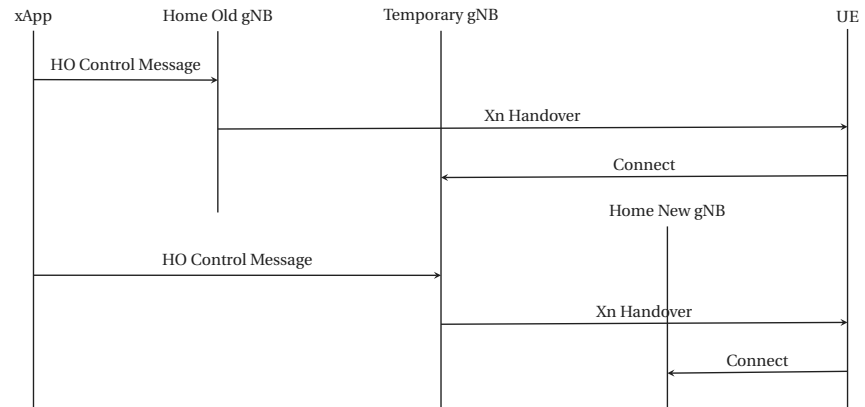 xApp
Home Old gNB
Temporary gNB
UE
HO Control Message
Xn Handover
Connect
Home New gNB
HO Control Message
Xn Handover
Connect